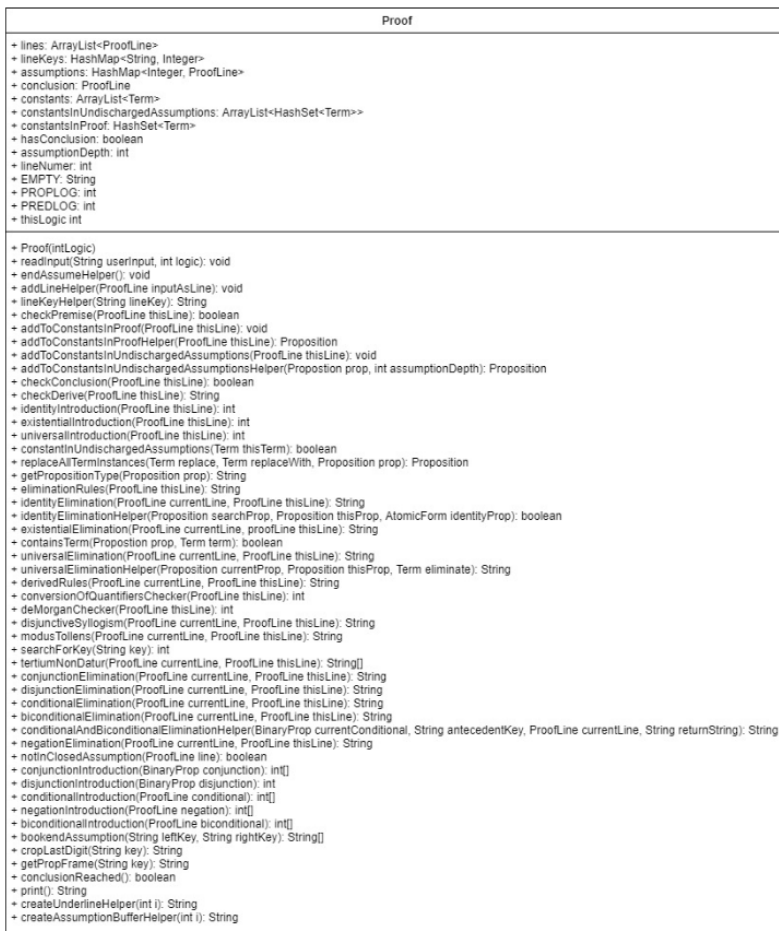 Proof
+ lines: ArrayList<ProofLine>
+ lineKeys: HashMap<String, Integer>
+ assumptions: HashMap<Integer, ProofLine>
+ conclusion: ProofLine
+ constants: ArrayList<Term>
+ constantsInUndischargedAssumptions: ArrayList<HashSet<Term>>
+ constantsInProof: HashSet<Term>
+ hasConclusion: boolean
+ assumptionDepth: int
+ lineNumer: int
+ EMPTY: String
+ PROPLOG: int
+ PREDLOG: int
+ thisLogic int
+ Proof(intLogic)
+ readInput(String userInput, int logic): void
+ endAssumeHelper(): void
+ addLineHelper(ProofLine inputAsLine): void
+ lineKeyHelper(String lineKey): String
+ checkPremise(ProofLine thisLine): boolean
+ addToConstantsInProof(ProofLine thisLine): void
+ addToConstantsInProofHelper(ProofLine thisLine): Proposition
+ addToConstantsInUndischargedAssumptions(ProofLine thisLine): void
+ addToConstantsInUndischargedAssumptionsHelper(Propostion prop, int assumptionDepth): Proposition
+ checkConclusion(ProofLine thisLine): boolean
+ checkDerive(ProofLine thisLine): String
+ identityIntroduction(ProofLine thisLine): int
+ existentialIntroduction(ProofLine thisLine): int
+ universalIntroduction(ProofLine thisLine): int
+ constantInUndischargedAssumptions(Term thisTerm): boolean
+ replaceAllTermInstances(Term replace, Term replaceWith, Proposition prop): Proposition
+ getPropositionType(Proposition prop): String
+ eliminationRules(ProofLine thisLine): String
+ identityElimination(ProofLine currentLine, ProofLine thisLine): String
+ identityEliminationHelper(Proposition searchProp, Proposition thisProp, AtomicForm identityProp): boolean
+ existentialElimination(ProofLine currentLine, proofLine thisLine): String
+ containsTerm(Propostion prop, Term term): boolean
+ universalElimination(ProofLine currentLine, ProofLine thisLine): String
+ universalEliminationHelper(Proposition currentProp, Proposition thisProp, Term eliminate): String
+ derivedRules(ProofLine currentLine, ProofLine thisLine): String
+ conversionOfQuantifiersChecker(ProofLine thisLine): int
+ deMorganChecker(ProofLine thisLine): int
+ disjunctiveSyllogism(ProofLine currentLine, ProofLine thisLine): String
+ modusTollens(ProofLine currentLine, ProofLine thisLine): String
+ searchForKey(String key): int
+ tertiumNonDatur(ProofLine currentLine, ProofLine thisLine): String[]
+ conjunctionElimination(ProofLine currentLine, ProofLine thisLine): String
+ disjunctionElimination(ProofLine currentLine, ProofLine thisLine): String
+ conditionalElimination(ProofLine currentLine, ProofLine thisLine): String
+ biconditionalElimination(ProofLine currentLine, ProofLine thisLine): String
+ conditionalAndBiconditionalEliminationHelper(BinaryProp currentConditional, String antecedentKey, ProofLine currentLine, String returnString): String
+ negationElimination(ProofLine currentLine, ProofLine thisLine): String
+ notInClosedAssumption(ProofLine line): boolean
+ conjunctionIntroduction(BinaryProp conjunction): int[]
+ disjunctionIntroduction(BinaryProp disjunction): int
+ conditionalIntroduction(ProofLine conditional): int[]
+ negationIntroduction(ProofLine negation): int[]
+ biconditionalIntroduction(ProofLine biconditional): int[]
+ bookendAssumption(String leftKey, String rightKey): String[]
+ cropLastDigit(String key): String
+ getPropFrame(String key): String
+ conclusionReached(): boolean
+ print(): String
+ createUnderlineHelper(int i): String
+ createAssumptionBufferHelper(int i): String